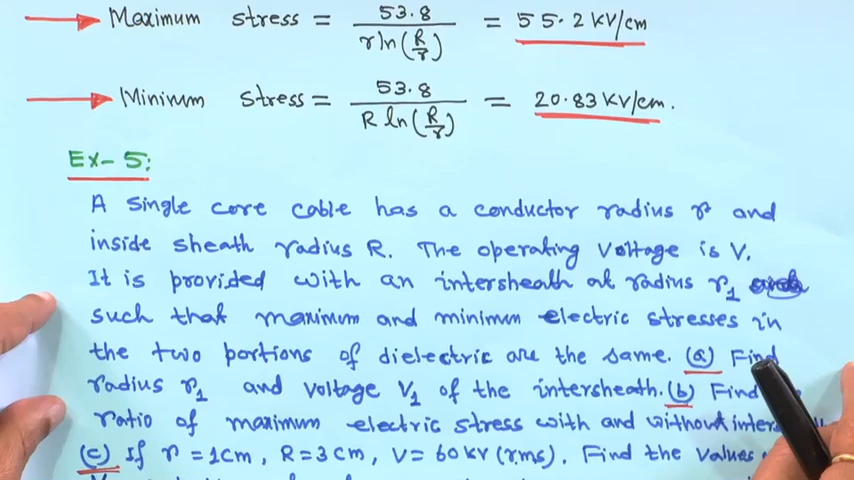 Maximum stress = 53.8 / r ln(R/r) = 55.2 kV/cm
Minimum stress = 53.8 / R ln(R/r) = 20.83 kV/cm.
EX-5:
A single core cable has a conductor radius r and
inside sheath radius R. The operating voltage is V.
It is provided with an intersheath at radius r1
such that maximum and minimum electric stresses in
the two portions of dielectric are the same. (a) Find
radius r1 and voltage V1 of the intersheath. (b) Find
ratio of maximum electric stress with and without
(c) If r = 1cm, R = 3 cm, V = 60 kV (rms). Find the values